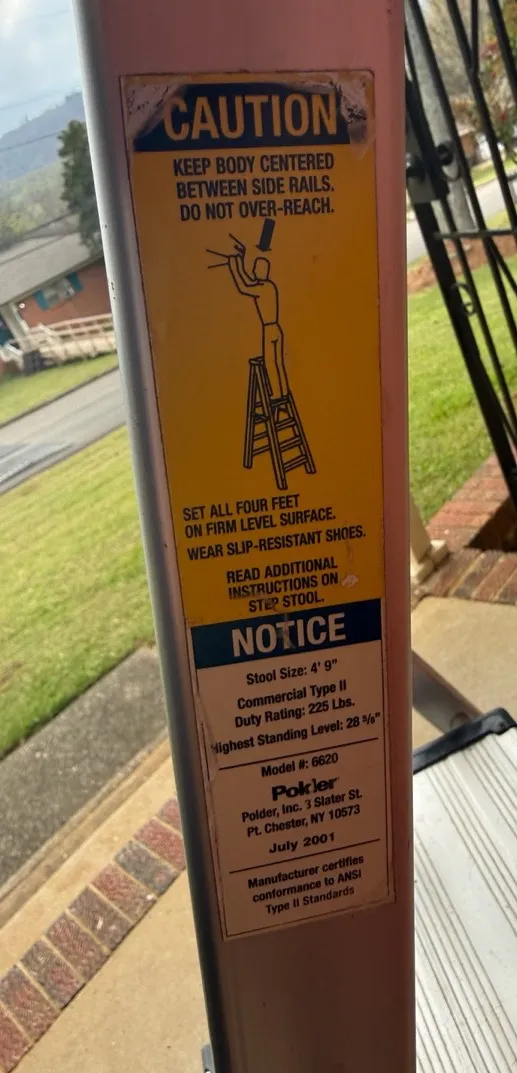 CAUTION
KEEP BODY CENTERED
BETWEEN SIDE RAILS.
DO NOT OVER-REACH.
SET ALL FOUR FEET
ON FIRM LEVEL SURFACE.
WEAR SLIP-RESISTANT SHOES.
READ ADDITIONAL
INSTRUCTIONS ON
STEP STOOL.
NOTICE
Stool Size: 4' 9"
Commercial Type II
Duty Rating: 225 Lbs.
Highest Standing Level: 28 5/8"
Model #: 6620
Polder
Polder, Inc. 3 Slater St.
Pt. Chester, NY 10573
July 2001
Manufacturer certifies
conformance to ANSI
Type II Standards